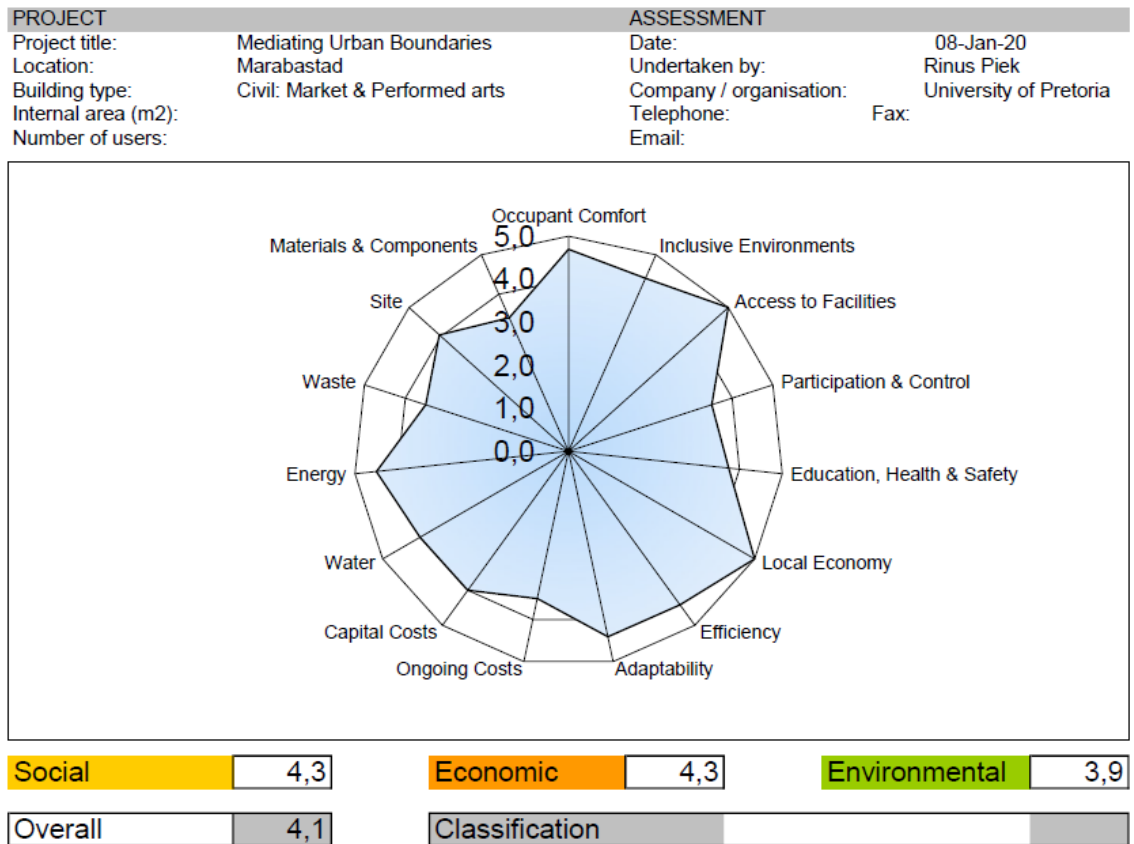 PROJECT ASSESSMENT
Project title: Mediating Urban Boundaries Date: 08-Jan-20
Location: Marabastad Undertaken by: Rinus Piek
Building type: Civil: Market & Performed arts Company / organisation: University of Pretoria
Internal area (m2): Telephone: Fax:
Number of users: Email:
Occupant Comfort
5,0
Materials & Components Inclusive Environments
4,0
Site Access to Facilities
3,0
2,0
Waste Participation & Control
1,0
0,0
Energy Education, Health & Safety
Water Local Economy
Capital Costs Efficiency
Ongoing Costs Adaptability
Social 4,3 Economic 4,3 Environmental 3,9
Overall 4,1 Classification